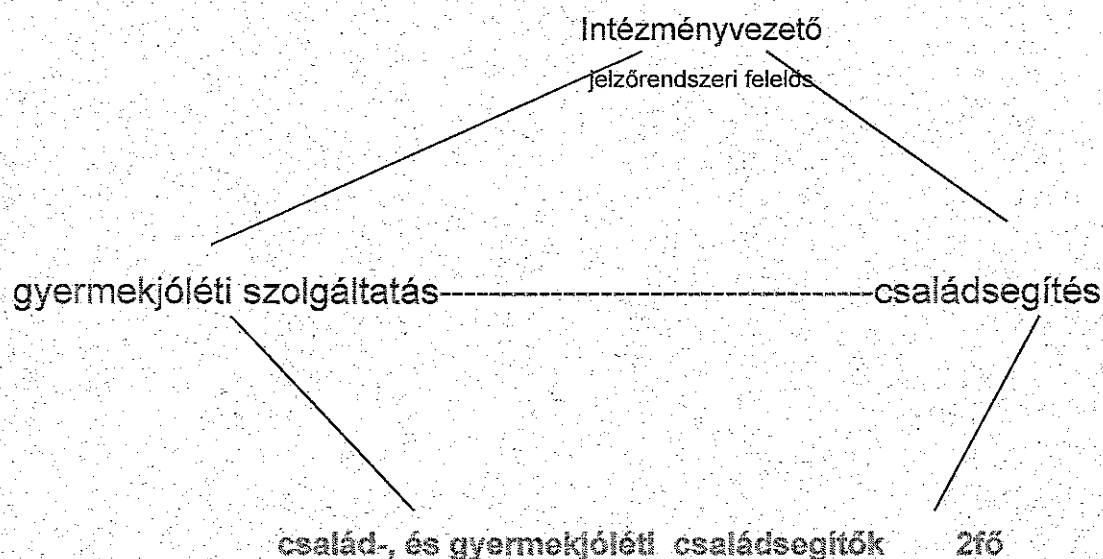 Intézményvezető
jelzőrendszeri felelős
gyermekjóléti szolgáltatás-----------------------------------családsegítés
család-, és gyermekjóléti családsegítők 2fő